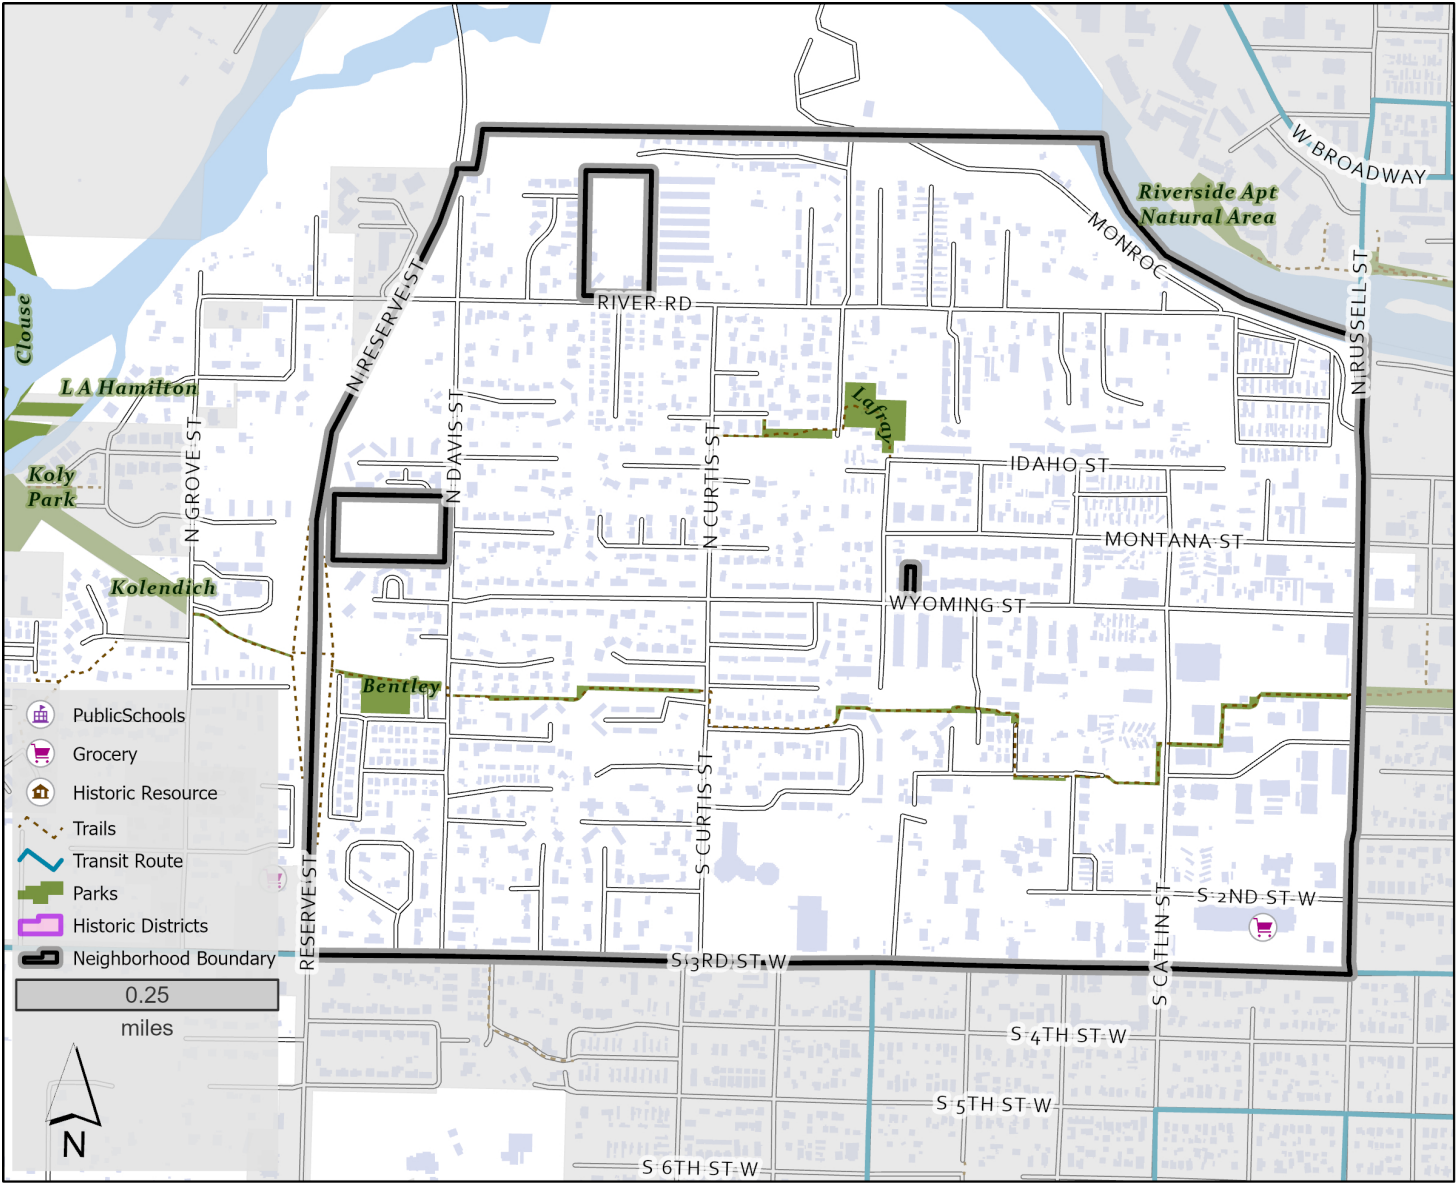 W BROADWAY
Riverside Apt
Natural Area
MONROC
N RUSSELL ST
RIVER RD
N RESERVE ST
Clouse
L A Hamilton
Lafray
N GROVE ST
N DAVIS ST
N CURTIS ST
IDAHO ST
Koly
Park
MONTANA ST
Kolendich
WYOMING ST
Bentley
PublicSchools
Grocery
Historic Resource
Trails
Transit Route
Parks
Historic Districts
Neighborhood Boundary
0.25
miles
N
RESERVE ST
S CURTIS ST
S 2ND ST W
S CATLIN ST
S 3RD ST W
S 4TH ST W
S 5TH ST W
S 6TH ST W